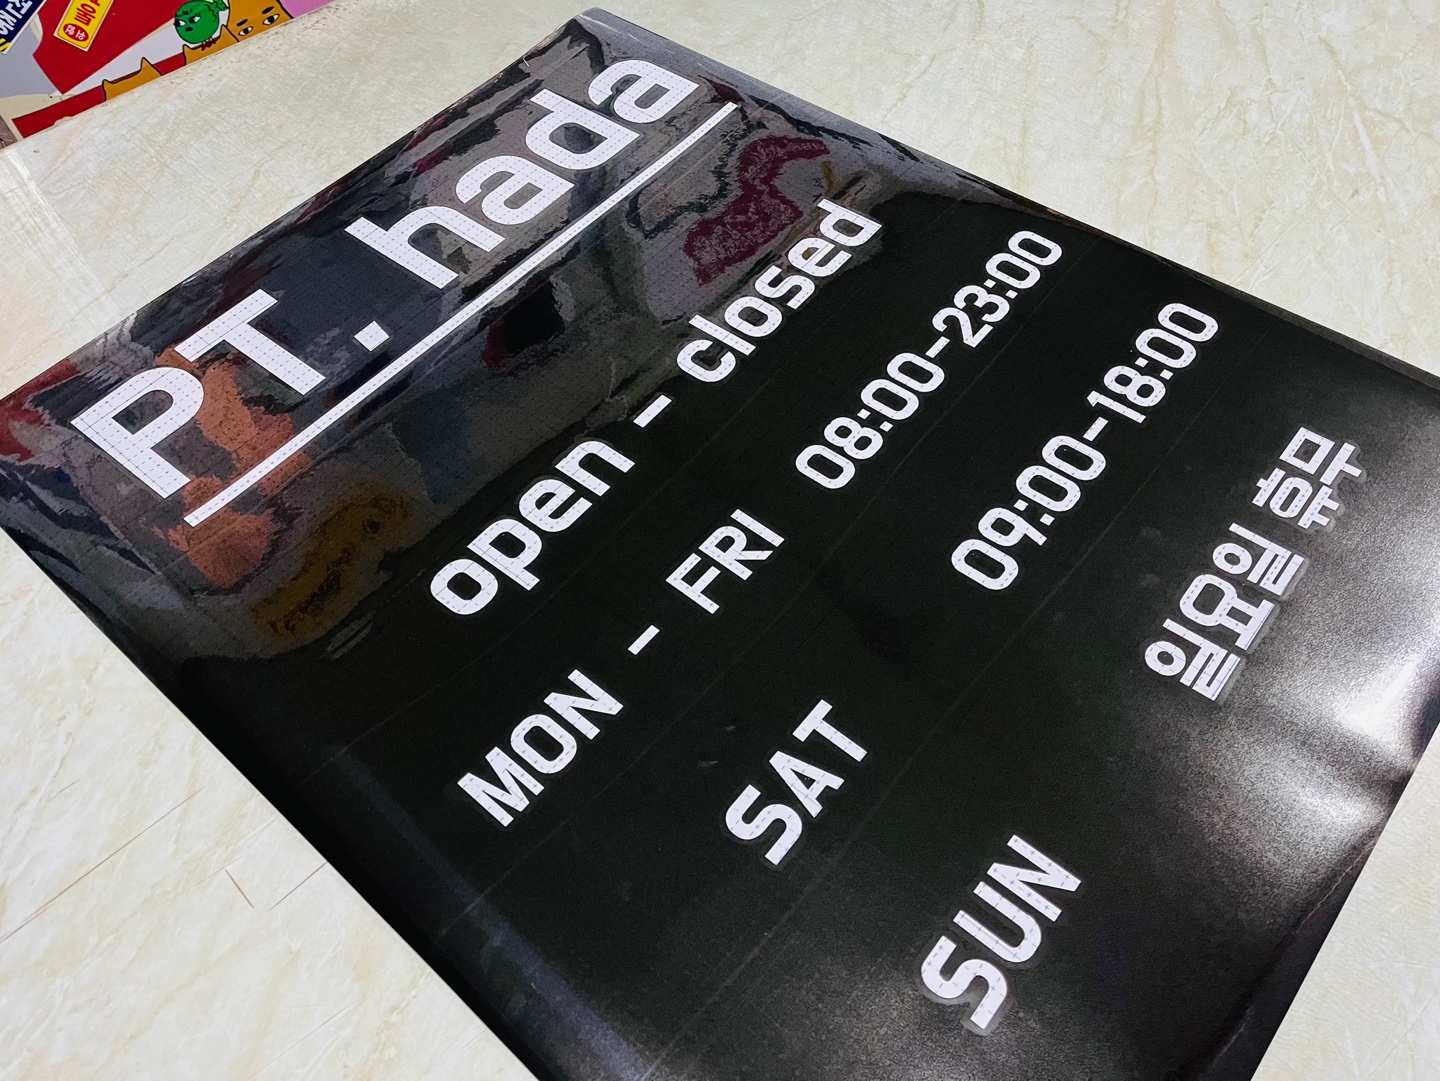 PT. hada
open - closed
MON - FRI 08:00-23:00
SAT 09:00-18:00
SUN 일요일 휴무